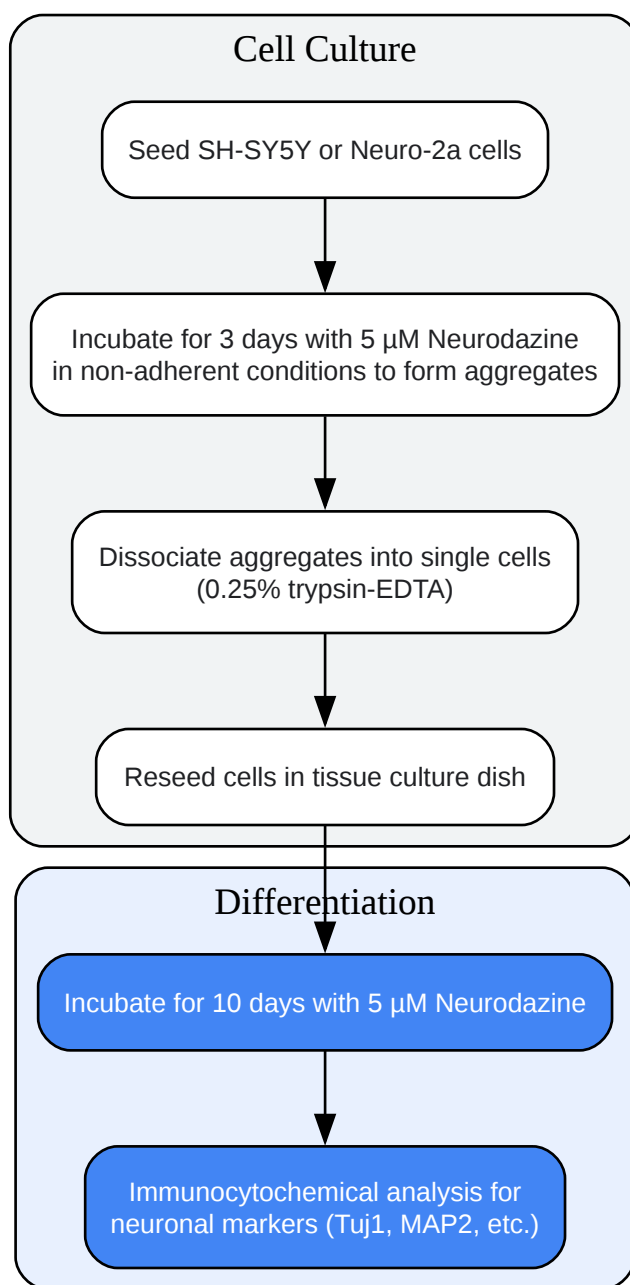 Cell Culture
Seed SH-SY5Y or Neuro-2a cells
Incubate for 3 days with 5 µM Neurodazine
in non-adherent conditions to form aggregates
Dissociate aggregates into single cells
(0.25% trypsin-EDTA)
Reseed cells in tissue culture dish
Differentiation
Incubate for 10 days with 5 µM Neurodazine
Immunocytochemical analysis for
neuronal markers (Tuj1, MAP2, etc.)